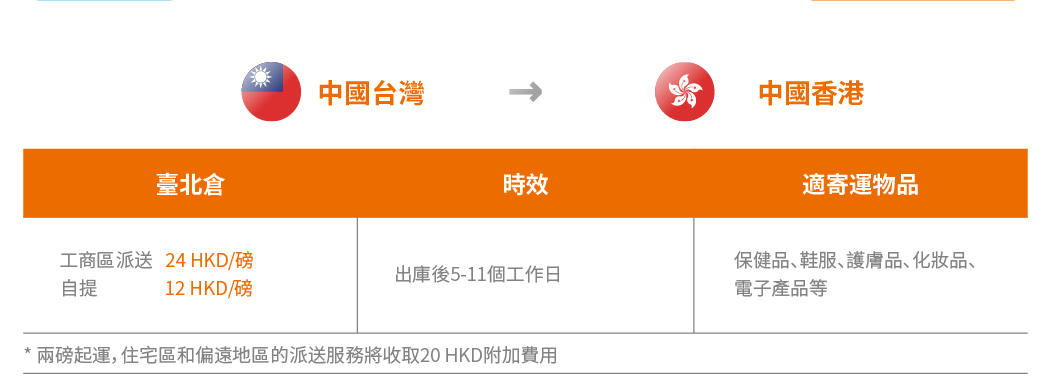 中國台灣 → 中國香港
臺北倉 時效 適寄運物品
工商區派送 24 HKD/磅
自提 12 HKD/磅
出庫後5-11個工作日
保健品、鞋服、護膚品、化妝品、
電子產品等
* 兩磅起運，住宅區和偏遠地區的派送服務將收取20 HKD附加費用